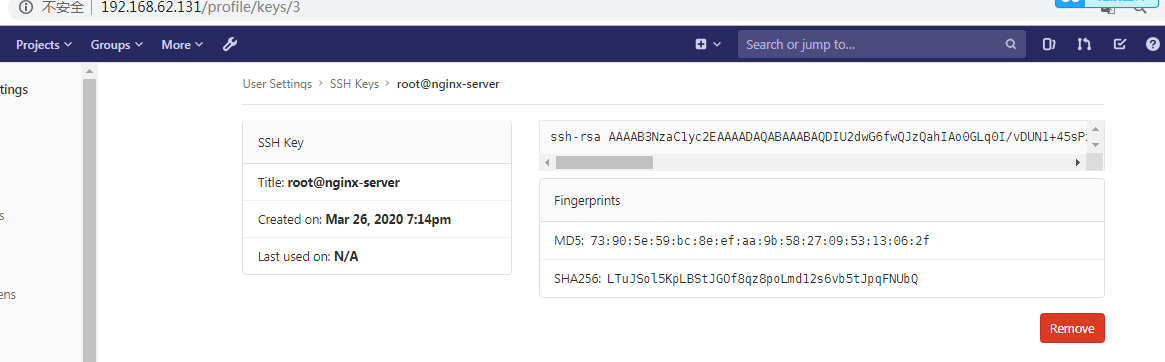 不安全 192.168.62.131/profile/keys/3
Projects Groups More Search or jump to...
ttings
User Settings > SSH Keys > root@nginx-server
SSH Key
Title: root@nginx-server
Created on: Mar 26, 2020 7:14pm
Last used on: N/A
ssh-rsa AAAAB3NzaC1yc2EAAAADAQABAAABAQDIU2dwG6fwQJzQahIAo0GLq0I/vDUNl+45sP
Fingerprints
MD5: 73:90:5e:59:bc:8e:ef:aa:9b:58:27:09:53:13:06:2f
SHA256: LTuJSol5KpLBStJGOf8qz8poLmdl2s6vb5tJpqFNUbQ
s
ens
Remove